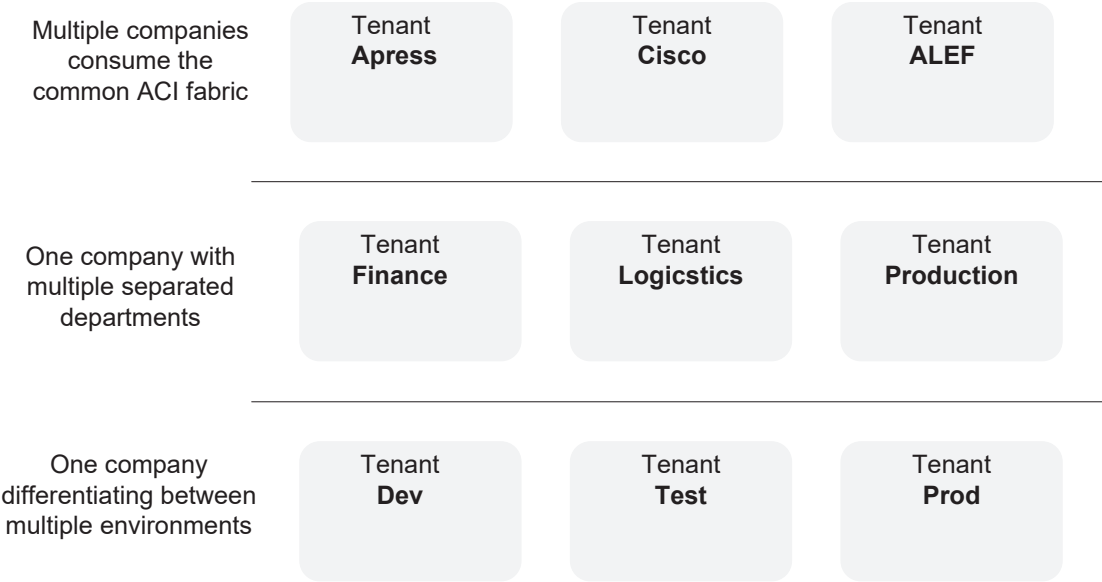 Multiple companies
consume the
common ACI fabric
Tenant
Apress
Tenant
Cisco
Tenant
ALEF
One company with
multiple separated
departments
Tenant
Finance
Tenant
Logicstics
Tenant
Production
One company
differentiating between
multiple environments
Tenant
Dev
Tenant
Test
Tenant
Prod